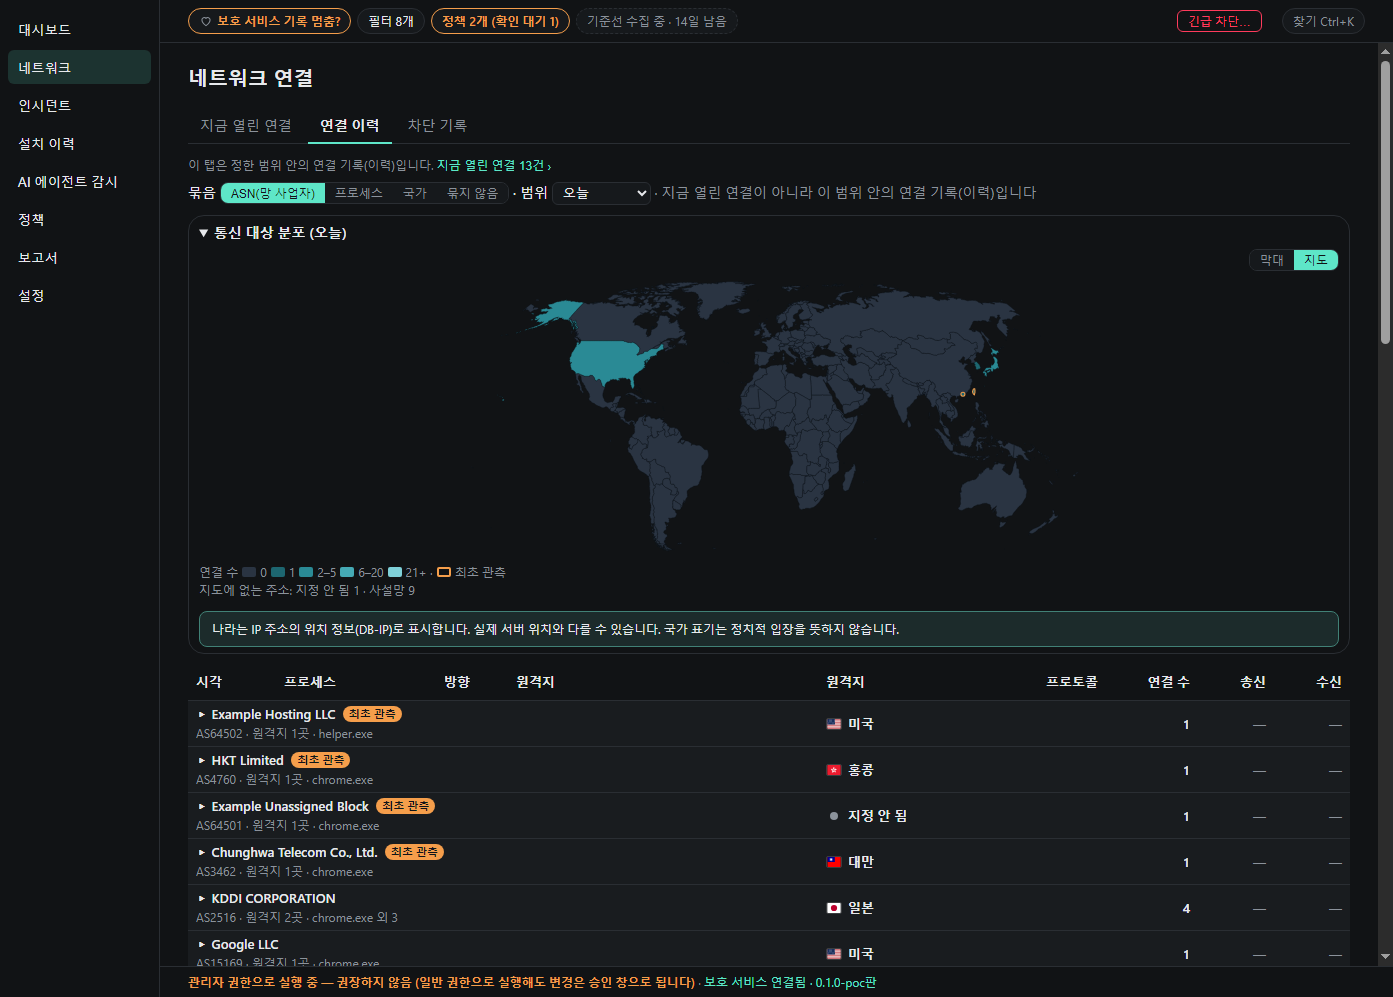 대시보드
네트워크
인시던트
설치 이력
AI 에이전트 감시
정책
보고서
설정
♡ 보호 서비스 기록 멈춤?
필터 8개
정책 2개 (확인 대기 1)
기준선 수집 중 · 14일 남음
긴급 차단...
찾기 Ctrl+K
네트워크 연결
지금 열린 연결
연결 이력
차단 기록
이 탭은 정한 범위 안의 연결 기록(이력)입니다. 지금 열린 연결 13건 ›
묶음 ASN(망 사업자) 프로세스 국가 묶지 않음 · 범위 오늘 · 지금 열린 연결이 아니라 이 범위 안의 연결 기록(이력)입니다
▼ 통신 대상 분포 (오늘)
막대 지도
연결 수 0 1 2–5 6–20 21+ · 최초 관측
지도에 없는 주소: 지정 안 됨 1 · 사설망 9
나라는 IP 주소의 위치 정보(DB-IP)로 표시합니다. 실제 서버 위치와 다를 수 있습니다. 국가 표기는 정치적 입장을 뜻하지 않습니다.
시각 프로세스 방향 원격지 원격지 프로토콜 연결 수 송신 수신
▸ Example Hosting LLC 최초 관측
AS64502 · 원격지 1곳 · helper.exe
미국 1 — —
▸ HKT Limited 최초 관측
AS4760 · 원격지 1곳 · chrome.exe
홍콩 1 — —
▸ Example Unassigned Block 최초 관측
AS64501 · 원격지 1곳 · chrome.exe
지정 안 됨 1 — —
▸ Chunghwa Telecom Co., Ltd. 최초 관측
AS3462 · 원격지 1곳 · chrome.exe
대만 1 — —
▸ KDDI CORPORATION
AS2516 · 원격지 2곳 · chrome.exe 외 3
일본 4 — —
▸ Google LLC
AS15169 · 원격지 1곳 · chrome.exe
미국 1 — —
관리자 권한으로 실행 중 — 권장하지 않음 (일반 권한으로 실행해도 변경은 승인 창으로 됩니다) · 보호 서비스 연결됨 · 0.1.0-poc판